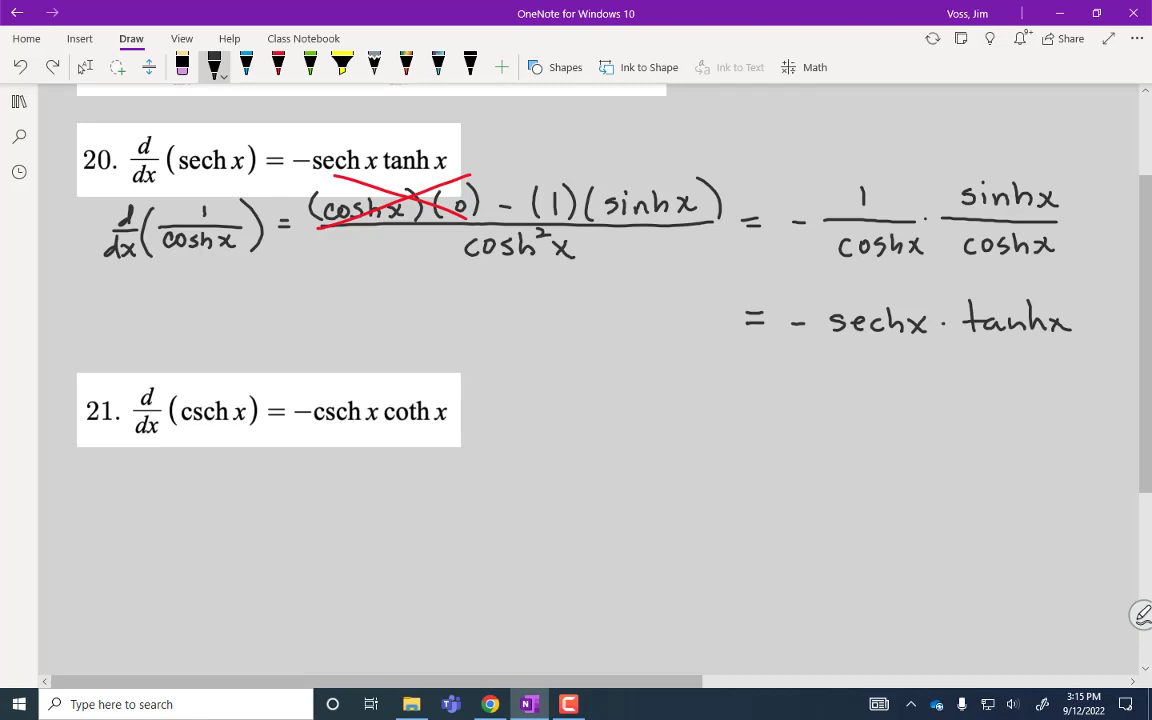 OneNote for Windows 10
Voss, Jim
Home Insert Draw View Help Class Notebook
9+ Share
Shapes Ink to Shape Ink to Text Math
20. d/dx (sech x) = −sech x tanh x
d/dx (1/cosh x) = ((cosh x)(0) - (1)(sinh x))/cosh²x = - 1/cosh x · sinh x/cosh x
= - sech x · tanh x
21. d/dx (csch x) = −csch x coth x
Type here to search
3:15 PM
9/12/2022